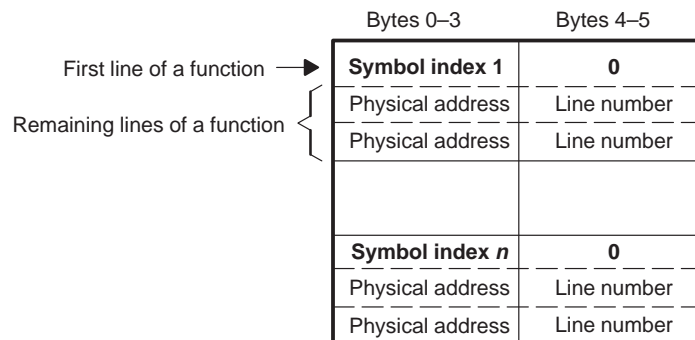 Bytes 0–3 Bytes 4–5
First line of a function Symbol index 1 0
Physical address Line number
Remaining lines of a function
Physical address Line number
Symbol index n 0
Physical address Line number
Physical address Line number